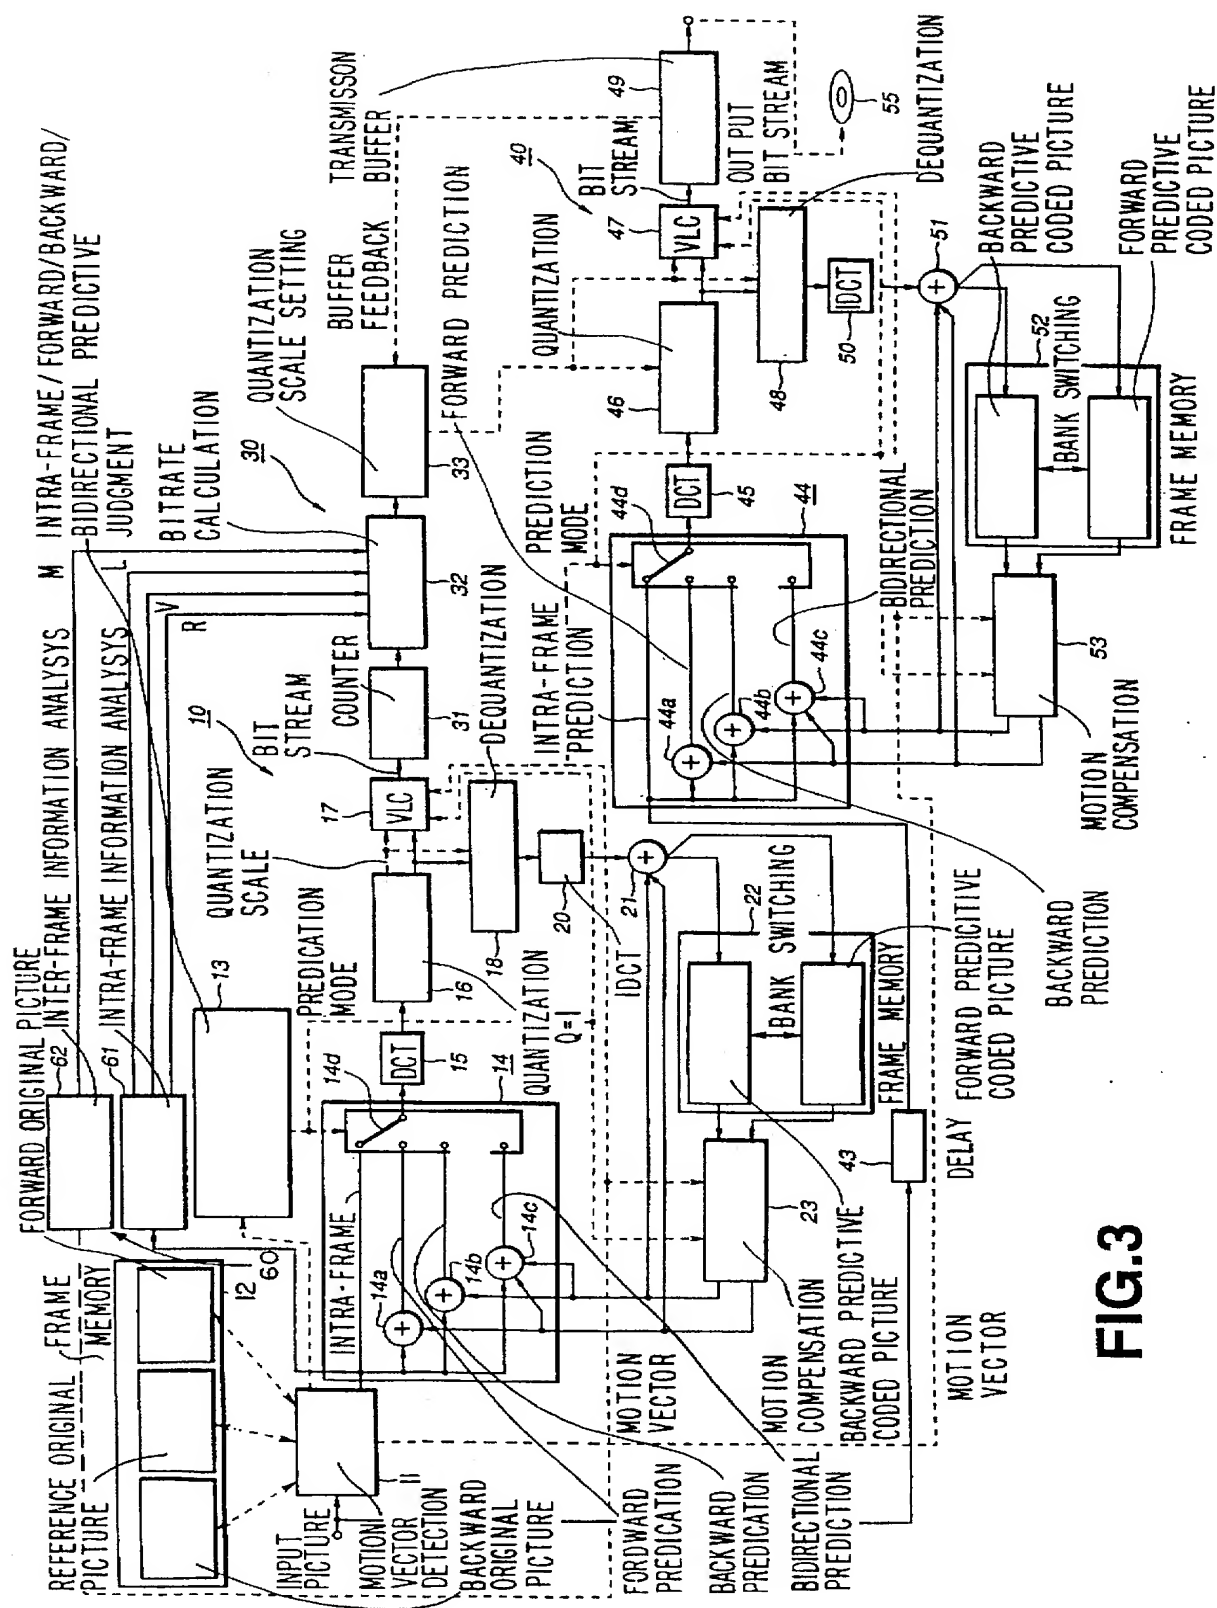 REFERENCE ORIGINAL
PICTURE
FRAME
MEMORY
FORWARD ORIGINAL PICTURE
62
INTER-FRAME INFORMATION ANALYSYS
61
INTRA-FRAME INFORMATION ANALYSYS
M
L
V
R
INTRA-FRAME/FORWARD/BACKWARD/
BIDIRECTIONAL PREDICTIVE
JUDGMENT
13
12
60
INPUT
PICTURE
MOTION
VECTOR
DETECTION
11
BACKWARD
ORIGINAL
PICTURE
INTRA-FRAME
14a
14b
14c
14d
14
PREDICATION
MODE
DCT
15
16
QUANTIZATION
Q=1
QUANTIZATION
SCALE
10
17
VLC
BIT
STREAM
COUNTER
31
BITRATE
CALCULATION
32
30
QUANTIZATION
SCALE SETTING
33
BUFFER
FEEDBACK
TRANSMISSON
BUFFER
DEQUANTIZATION
18
20
IDCT
21
22
BANK SWITCHING
FRAME MEMORY
FORWARD PREDICITIVE
CODED PICTURE
23
MOTION
COMPENSATION
BACKWARD PREDICTIVE
CODED PICTURE
MOTION
VECTOR
FORDWARD
PREDICATION
BACKWARD
PREDICATION
BIDIRECTIONAL
PREDICTION
43
DELAY
MOTION
VECTOR
INTRA-FRAME
PREDICTION
PREDICTION
MODE
FORWARD PREDICTION
44a
44b
44c
44d
44
BIDIRECTIONAL
PREDICTION
BACKWARD
PREDICTION
DCT
45
46
QUANTIZATION
40
47
VLC
BIT
STREAM
49
OUTPUT
BIT STREAM
55
48
DEQUANTIZATION
IDCT
50
51
52
BANK SWITCHING
FRAME MEMORY
BACKWARD
PREDICTIVE
CODED PICTURE
FORWARD
PREDICTIVE
CODED PICTURE
53
MOTION
COMPENSATION
FIG.3